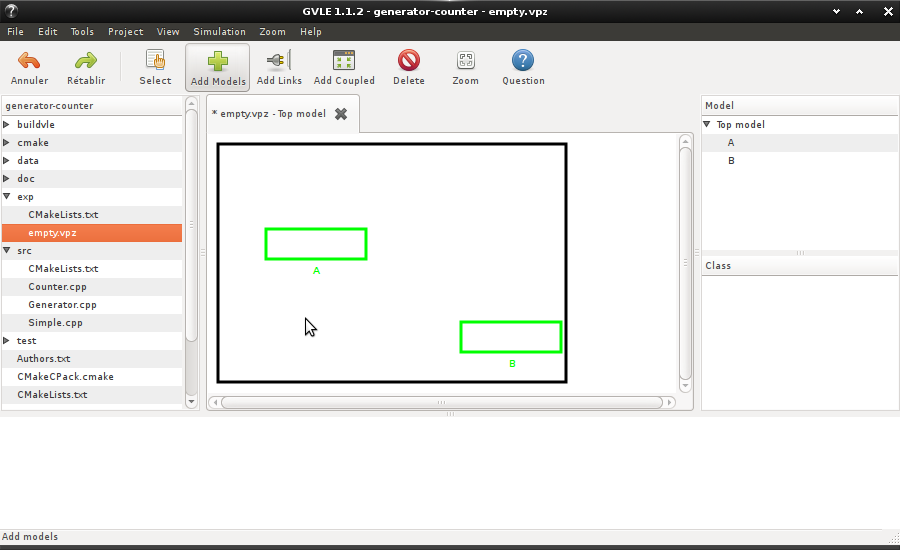 GVLE 1.1.2 - generator-counter - empty.vpz
File Edit Tools Project View Simulation Zoom Help
Annuler Rétablir Select Add Models Add Links Add Coupled Delete Zoom Question
generator-counter
buildvle
cmake
data
doc
exp
CMakeLists.txt
empty.vpz
src
CMakeLists.txt
Counter.cpp
Generator.cpp
Simple.cpp
test
Authors.txt
CMakeCPack.cmake
CMakeLists.txt
* empty.vpz - Top model
A
B
Model
Top model
A
B
Class
Add models